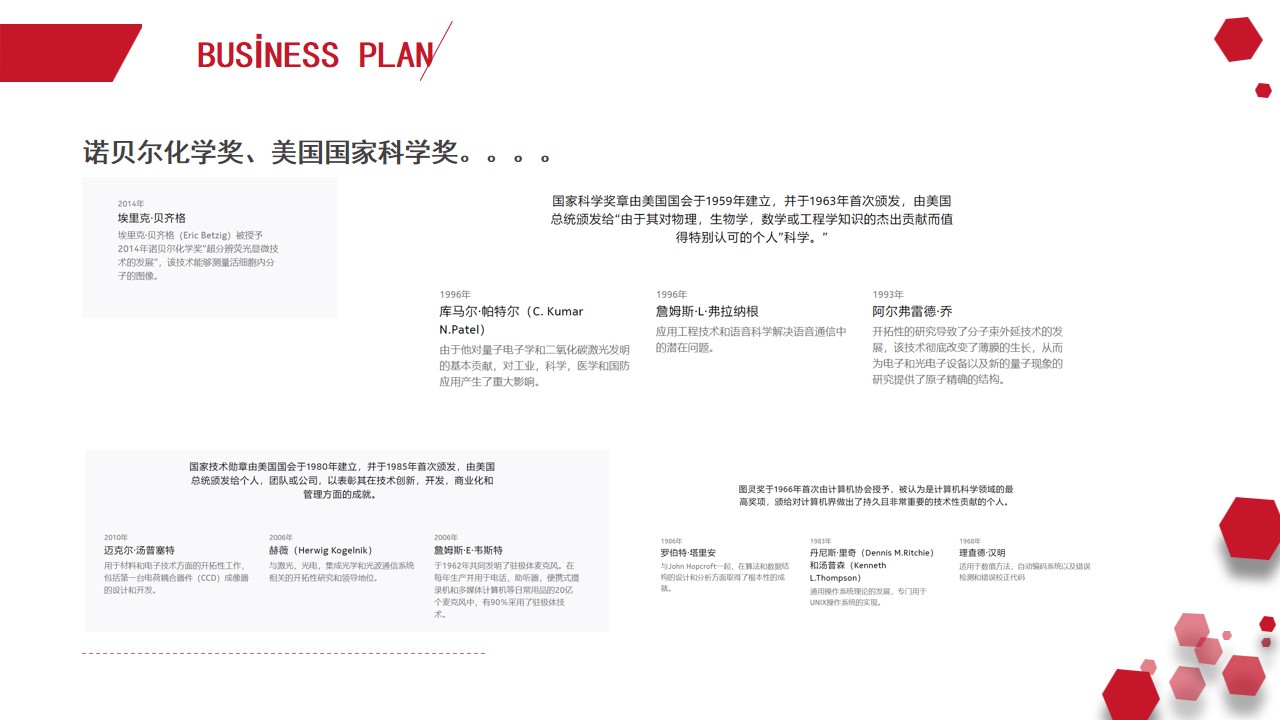 BUSiNESS PLAN
诺贝尔化学奖、美国国家科学奖。。。。
2014年
埃里克·贝齐格
埃里克·贝齐格（Eric Betzig）被授予
2014年诺贝尔化学奖“超分辨荧光显微技
术的发展”，该技术能够测量活细胞内分
子的图像。
国家科学奖章由美国国会于1959年建立，并于1963年首次颁发，由美国
总统颁发给“由于其对物理，生物学，数学或工程学知识的杰出贡献而值
得特别认可的个人”科学。”
1996年
库马尔·帕特尔（C. Kumar
N.Patel）
由于他对量子电子学和二氧化碳激光发明
的基本贡献，对工业，科学，医学和国防
应用产生了重大影响。
1996年
詹姆斯·L·弗拉纳根
应用工程技术和语音科学解决语音通信中
的潜在问题。
1993年
阿尔弗雷德·乔
开拓性的研究导致了分子束外延技术的发
展，该技术彻底改变了薄膜的生长，从而
为电子和光电子设备以及新的量子现象的
研究提供了原子精确的结构。
国家技术勋章由美国国会于1980年建立，并于1985年首次颁发，由美国
总统颁发给个人，团队或公司，以表彰其在技术创新，开发，商业化和
管理方面的成就。
2010年
迈克尔·汤普塞特
用于材料和电子技术方面的开拓性工作，
包括第一台电荷耦合器件（CCD）成像器
的设计和开发。
2006年
赫薇（Herwig Kogelnik）
与激光，光电，集成光学和光波通信系统
相关的开拓性研究和领导地位。
2006年
詹姆斯·E·韦斯特
于1962年共同发明了驻极体麦克风。在
每年生产并用于电话，助听器，便携式摄
录机和多媒体计算机等日常用品的20亿
个麦克风中，有90％采用了驻极体技
术。
图灵奖于1966年首次由计算机协会授予，被认为是计算机科学领域的最
高奖项，颁给对计算机界做出了持久且非常重要的技术性贡献的个人。
1986年
罗伯特·塔里安
与John Hopcroft一起，在算法和数据结
构的设计和分析方面取得了根本性的成
就。
1983年
丹尼斯·里奇（Dennis M.Ritchie）
和汤普森（Kenneth
L.Thompson）
通用操作系统理论的发展，专门用于
UNIX操作系统的实现。
1968年
理查德·汉明
适用于数值方法，自动编码系统以及错误
检测和错误校正代码